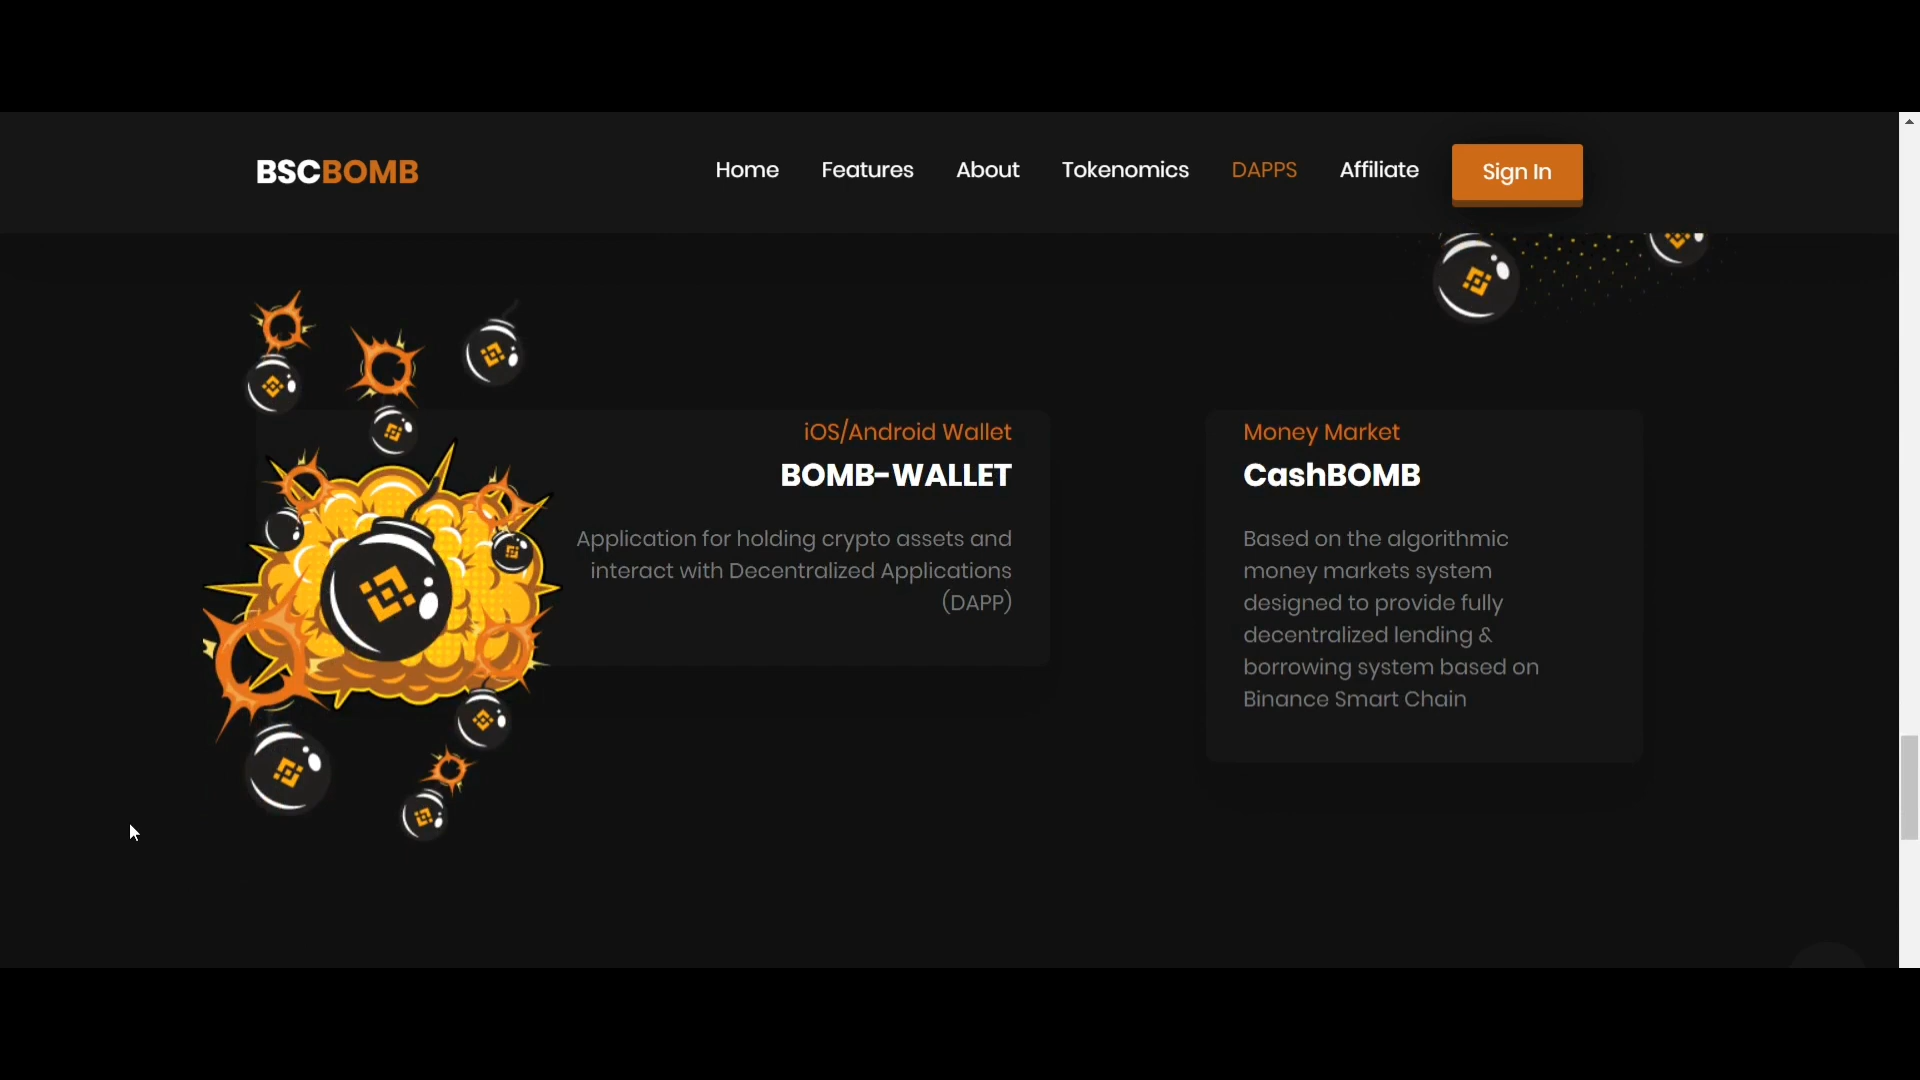 BSCBOMB
Home Features About Tokenomics DAPPS Affiliate Sign In
iOS/Android Wallet
BOMB-WALLET
Application for holding crypto assets and
interact with Decentralized Applications
(DAPP)
Money Market
CashBOMB
Based on the algorithmic
money markets system
designed to provide fully
decentralized lending &
borrowing system based on
Binance Smart Chain